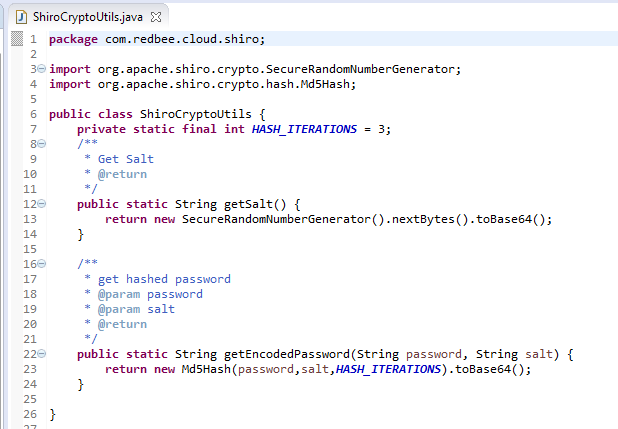 ShiroCryptoUtils.java
1 package com.redbee.cloud.shiro;
2
3 import org.apache.shiro.crypto.SecureRandomNumberGenerator;
4 import org.apache.shiro.crypto.hash.Md5Hash;
5
6 public class ShiroCryptoUtils {
7     private static final int HASH_ITERATIONS = 3;
8     /**
9      * Get Salt
10      * @return
11      */
12     public static String getSalt() {
13         return new SecureRandomNumberGenerator().nextBytes().toBase64();
14     }
15
16     /**
17      * get hashed password
18      * @param password
19      * @param salt
20      * @return
21      */
22     public static String getEncodedPassword(String password, String salt) {
23         return new Md5Hash(password,salt,HASH_ITERATIONS).toBase64();
24     }
25
26 }
27